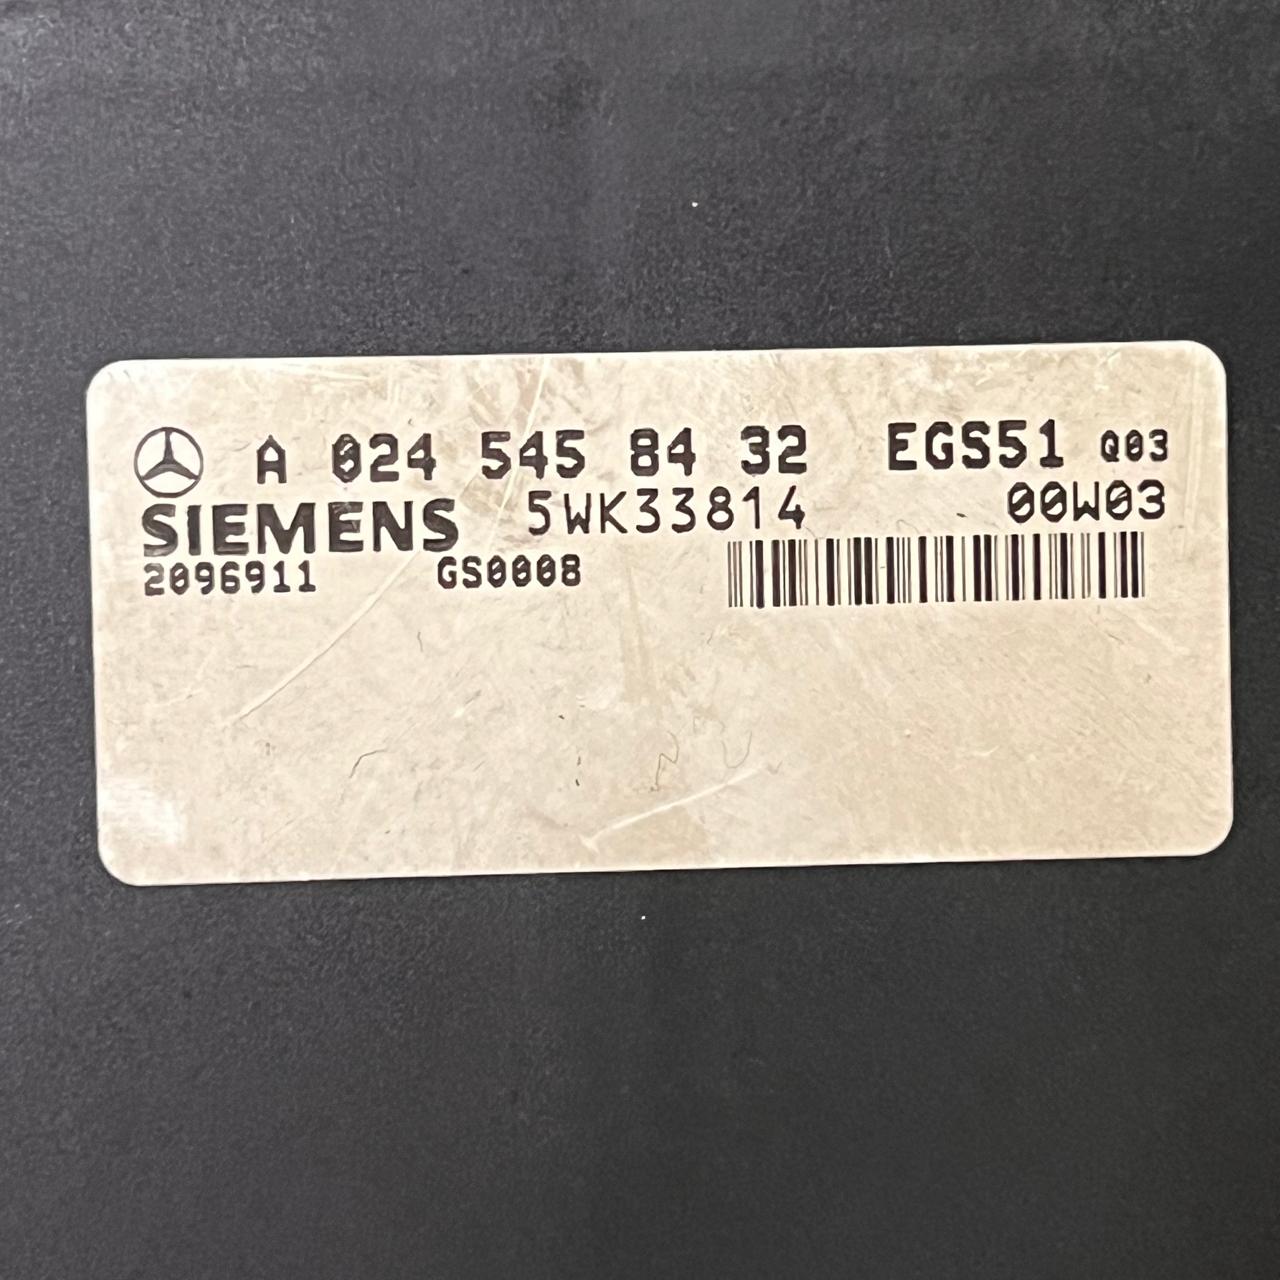 A 024 545 84 32 EGS51 Q03
SIEMENS 5WK33814 00W03
2096911 GS0008